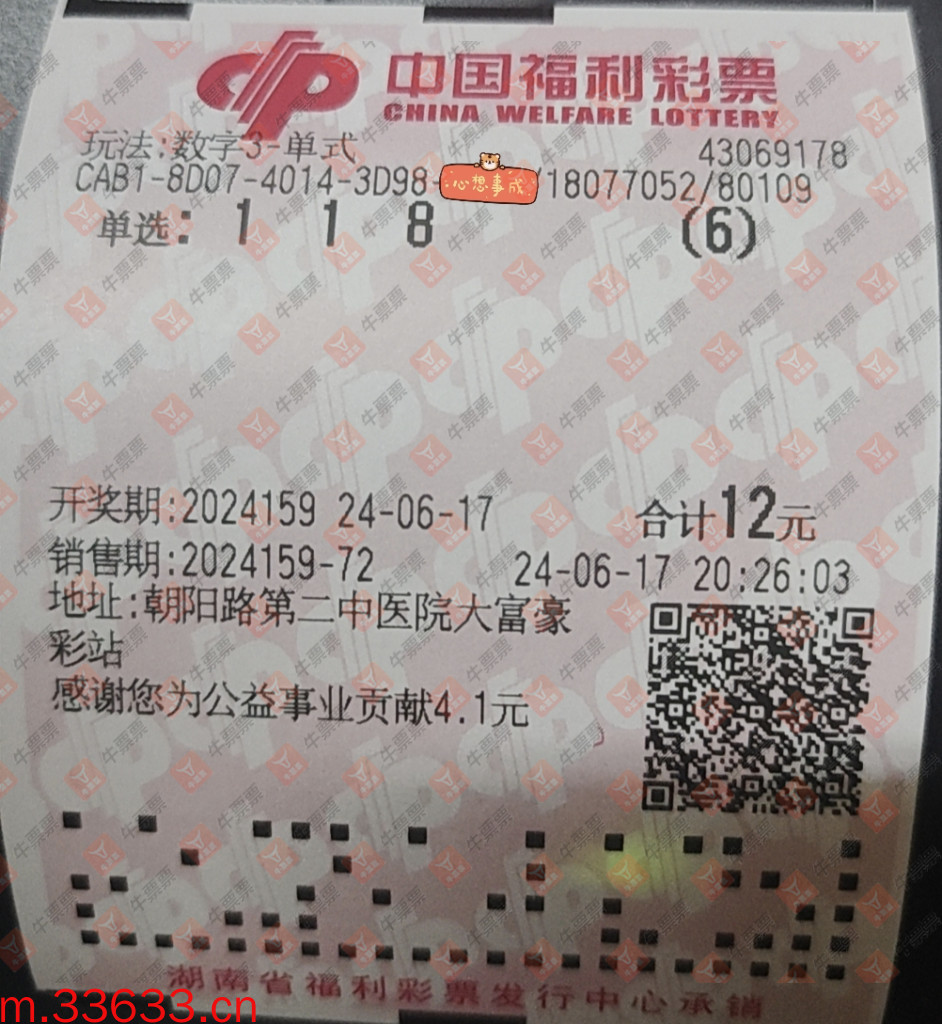 中国福利彩票
CHINA WELFARE LOTTERY
玩法:数字3-单式 43069178
CAB1-8D07-4014-3D98- 心想事成 /18077052/80109
单选: 1 1 8 (6)
开奖期:2024159 24-06-17 合计12元
销售期:2024159-72 24-06-17 20:26:03
地址:朝阳路第二中医院大富豪
彩站
感谢您为公益事业贡献4.1元
湖南省福利彩票发行中心承销
m.33633.cn
牛票票